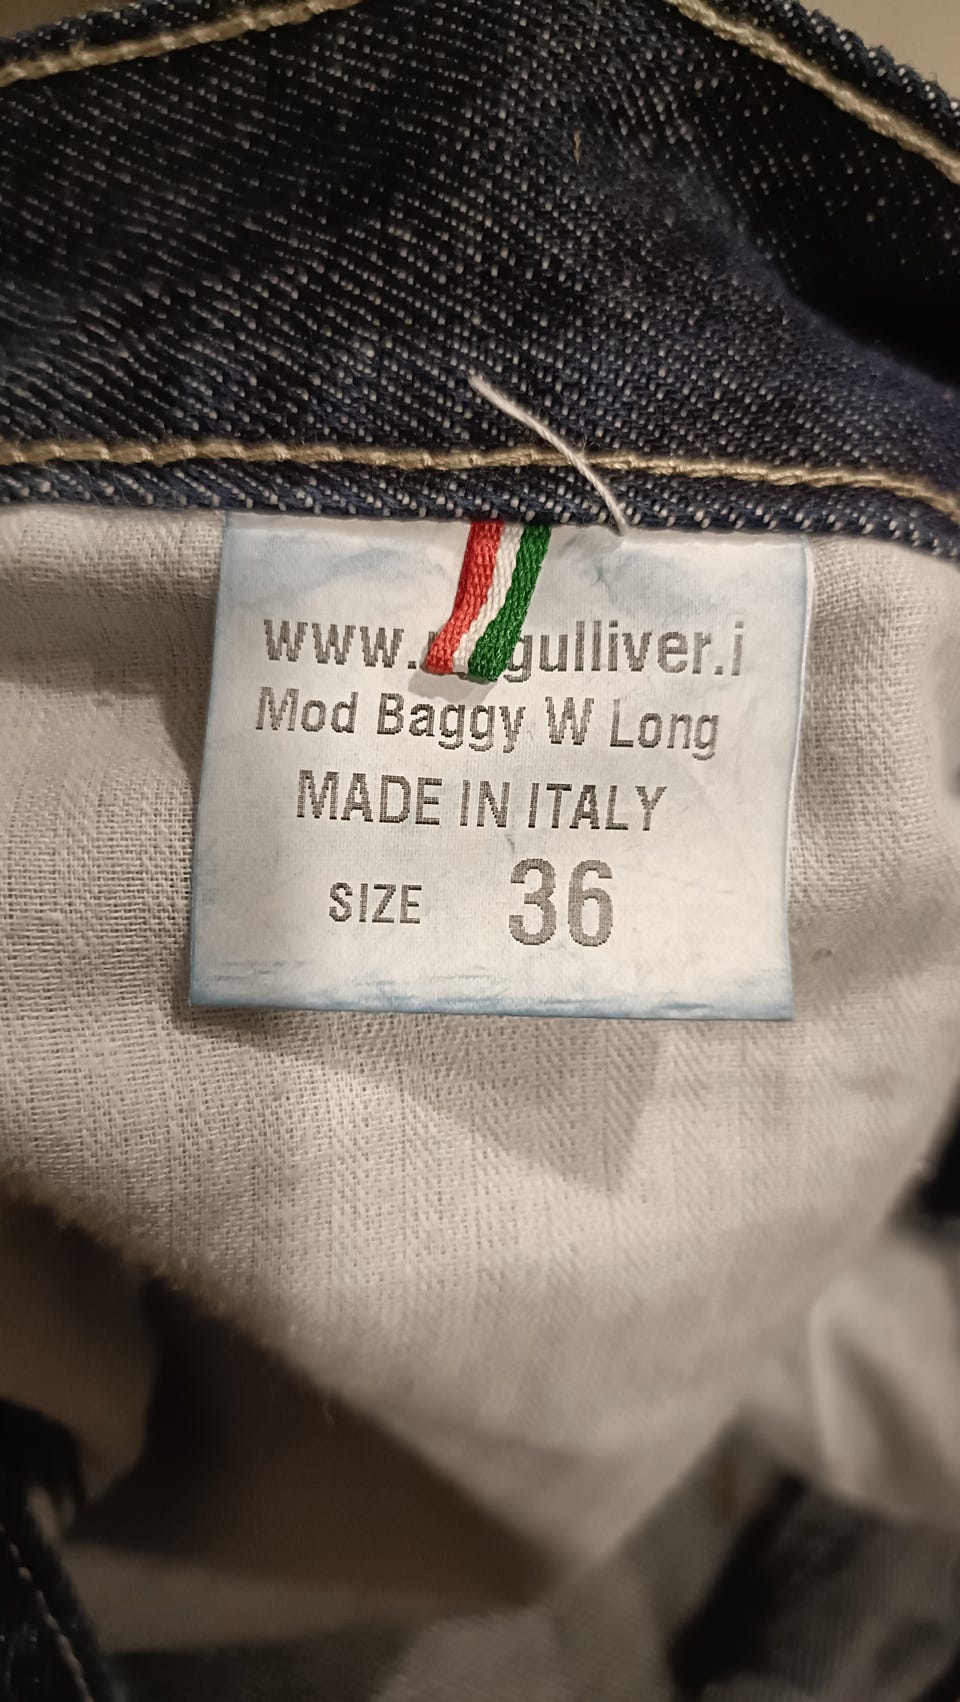 www. gulliver.i
Mod Baggy W Long
MADE IN ITALY
SIZE 36